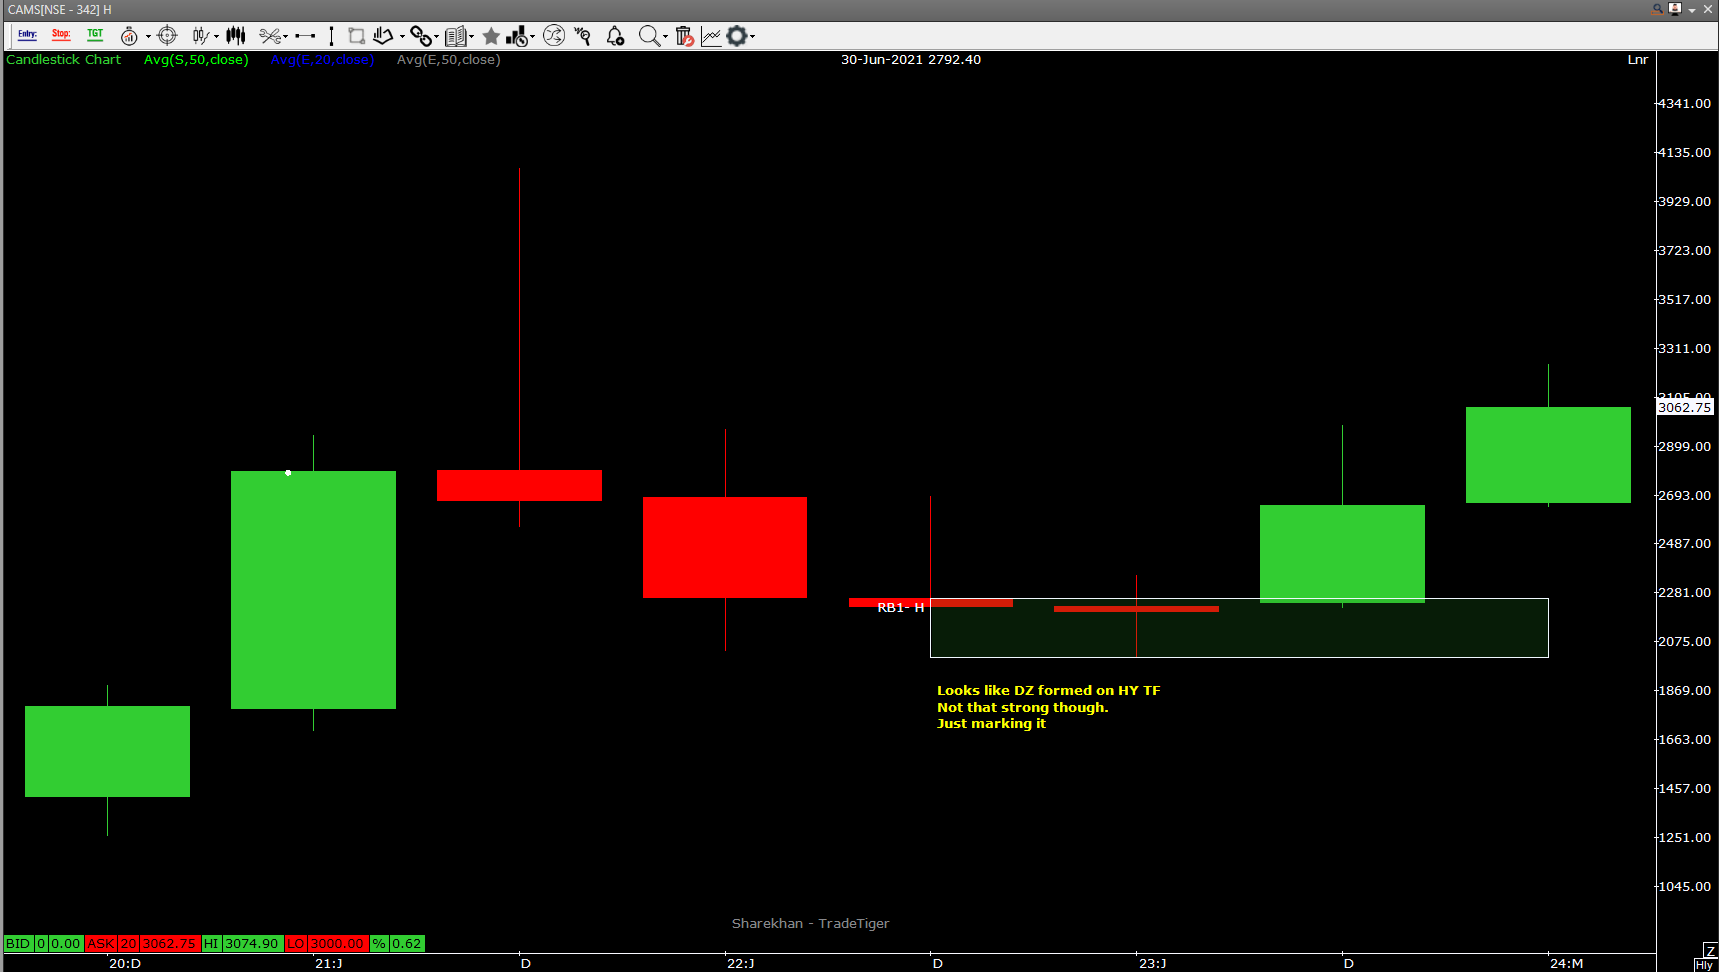 CAMS[NSE - 342] H
Entry: Stop: TGT
Candlestick Chart Avg(S,50,close) Avg(E,20,close) Avg(E,50,close) 30-Jun-2021 2792.40 Lnr
4341.00
4135.00
3929.00
3723.00
3517.00
3311.00
3105.00
3062.75
2899.00
2693.00
2487.00
2281.00
RB1- H
2075.00
Looks like DZ formed on HY TF
1869.00
Not that strong though.
Just marking it
1663.00
1457.00
1251.00
1045.00
Sharekhan - TradeTiger
BID 0 0.00 ASK 20 3062.75 HI 3074.90 LO 3000.00 % 0.62
Z
20:D 21:J D 22:J D 23:J D 24:M Hly